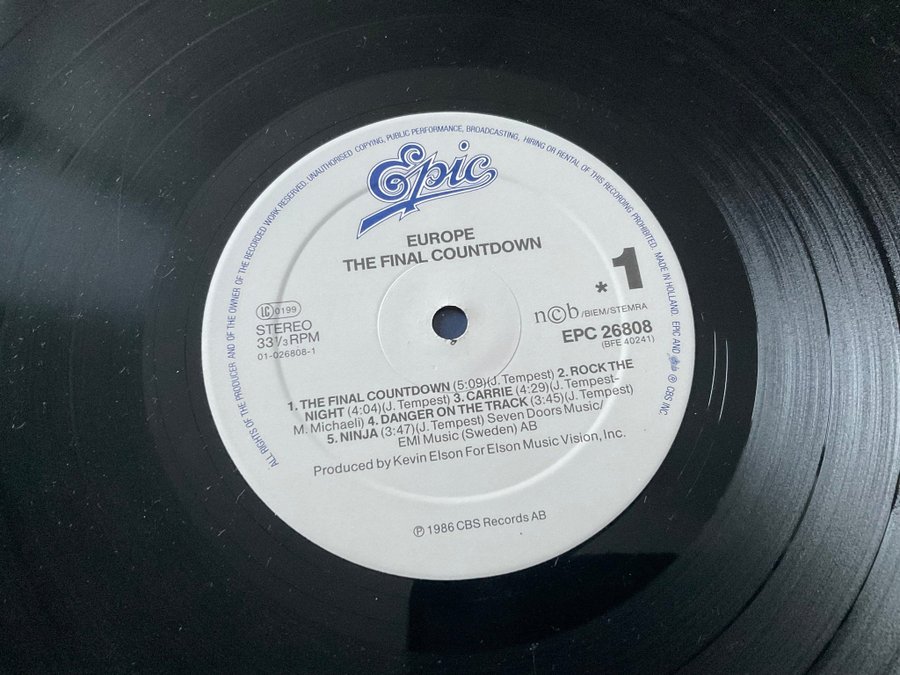 ALL RIGHTS OF THE PRODUCER AND OF THE OWNER OF THE RECORDED WORK RESERVED. UNAUTHORISED COPYING, PUBLIC PERFORMANCE, BROADCASTING, HIRING OR RENTAL OF THIS RECORDING PROHIBITED. MADE IN HOLLAND. EPIC AND Epic ® CBS INC
Epic
EUROPE
THE FINAL COUNTDOWN
* 1
LC 0199
STEREO
33 1/3 RPM
01-026808-1
n©b/BIEM/STEMRA
EPC 26808
(BFE 40241)
1. THE FINAL COUNTDOWN (5:09)(J. Tempest) 2. ROCK THE
NIGHT (4:04)(J. Tempest) 3. CARRIE (4:29)(J. Tempest–
M. Michaeli) 4. DANGER ON THE TRACK (3:45)(J. Tempest)
5. NINJA (3:47)(J. Tempest) Seven Doors Music/
EMI Music (Sweden) AB
Produced by Kevin Elson For Elson Music Vision, Inc.
℗ 1986 CBS Records AB